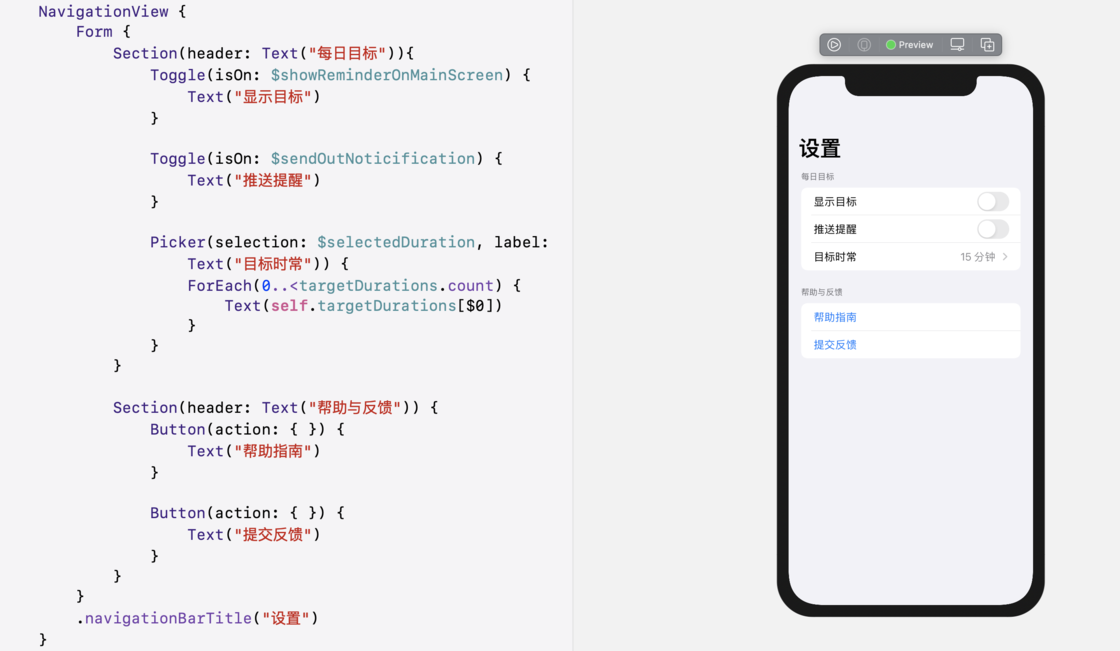 NavigationView {
Form {
Section(header: Text("每日目标")){
Toggle(isOn: $showReminderOnMainScreen) {
Text("显示目标")
}
Toggle(isOn: $sendOutNoticification) {
Text("推送提醒")
}
Picker(selection: $selectedDuration, label:
Text("目标时常")) {
ForEach(0..<targetDurations.count) {
Text(self.targetDurations[$0])
}
}
}
Section(header: Text("帮助与反馈")) {
Button(action: { }) {
Text("帮助指南")
}
Button(action: { }) {
Text("提交反馈")
}
}
}
.navigationBarTitle("设置")
}
Preview
设置
每日目标
显示目标
推送提醒
目标时常 15 分钟
帮助与反馈
帮助指南
提交反馈